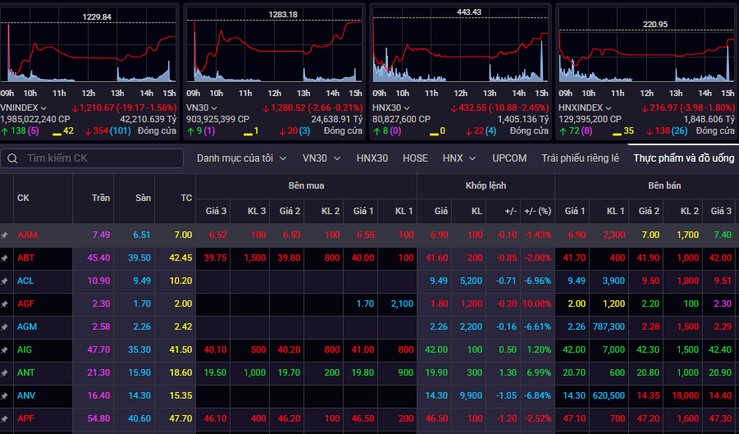 1229.84
1283.18
443.43
220.95
09h 10h 11h 12h 13h 14h 15h
09h 10h 11h 12h 13h 14h 15h
09h 10h 11h 12h 13h 14h 15h
09h 10h 11h 12h 13h 14h 15h
VNINDEX ↓ 1,210.67 (-19.17 -1.56%)
1,985,022,240 CP 42,210.639 Tỷ
↑ 138 (5) 42 ↓ 354 (101) Đóng cửa
VN30 ↓ 1,280.52 (-2.66 -0.21%)
903,925,399 CP 24,638.91 Tỷ
↑ 9 (1) 1 ↓ 20 (3) Đóng cửa
HNX30 ↓ 432.55 (-10.88 -2.45%)
80,827,600 CP 1,405.136 Tỷ
↑ 8 (0) 0 ↓ 22 (4) Đóng cửa
HNXINDEX ↓ 216.97 (-3.98 -1.80%)
129,395,200 CP 1,848.606 Tỷ
↑ 72 (8) 35 ↓ 138 (26) Đóng cửa
Tìm kiếm CK Danh mục của tôi VN30 HNX30 HOSE HNX UPCOM Trái phiếu riêng lẻ Thực phẩm và đồ uống
CK Trần Sàn TC Bên mua Khớp lệnh Bên bán
Giá 3 KL 3 Giá 2 KL 2 Giá 1 KL 1 Giá KL +/- +/- (%) Giá 1 KL 1 Giá 2 KL 2 Giá 3
AAM 7.49 6.51 7.00 6.52 100 6.53 100 6.55 100 6.90 100 -0.10 -1.43% 6.90 2,300 7.00 1,700 7.40
ABT 45.40 39.50 42.45 39.75 1,500 39.80 800 40.00 100 41.60 200 -0.85 -2.00% 41.70 400 41.90 1,000 42.00
ACL 10.90 9.49 10.20 9.49 5,200 -0.71 -6.96% 9.49 3,900 9.50 1,800 9.51
AGF 2.30 1.70 2.00 1.70 2,100 1.80 1,200 -0.20 -10.00% 2.00 1,200 2.20 100 2.30
AGM 2.58 2.26 2.42 2.26 2,200 -0.16 -6.61% 2.26 787,300 2.28 1,500 2.29
AIG 47.70 35.30 41.50 40.10 500 40.20 800 41.00 800 42.00 100 0.50 1.20% 42.00 7,000 42.30 1,500 42.40
ANT 21.30 15.90 18.60 19.50 1,000 19.70 200 19.80 900 19.90 300 1.30 6.99% 20.70 600 20.80 1,000 20.90
ANV 16.40 14.30 15.35 14.30 9,900 -1.05 -6.84% 14.30 620,500 14.35 18,000 14.40
APF 54.80 40.60 47.70 46.10 400 46.20 100 46.50 200 46.50 100 -1.20 -2.52% 47.10 700 47.20 1,600 47.30